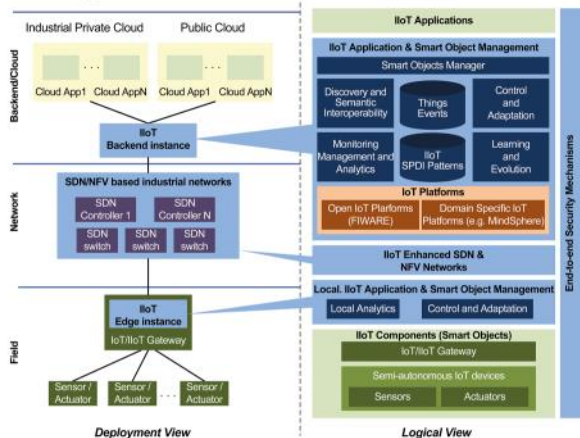 Backend/Cloud
Industrial Private Cloud
Public Cloud
. . .
. . .
Cloud App1
Cloud AppN
Cloud App1
Cloud AppN
IIoT
Backend instance
Network
SDN/NFV based industrial networks
SDN
Controller 1
SDN
Controller N
SDN
switch
SDN
switch
SDN
switch
Field
IIoT
Edge instance
IoT/IIoT Gateway
Sensor /
Actuator
Sensor /
Actuator
Sensor /
Actuator
. . .
Sensor /
Actuator
Deployment View
IIoT Applications
IIoT Application & Smart Object Management
Smart Objects Manager
Discovery and
Semantic
Interoperability
Things
Events
Control
and
Adaptation
Monitoring
Management and
Analytics
IIoT
SPDI Patterns
Learning
and
Evolution
IoT Platforms
Open IoT Plarforms
(FIWARE)
Domain Specific IoT
Platforms (e.g. MindSphere)
IIoT Enhanced SDN &
NFV Networks
Local. IIoT Application & Smart Object Management
Local Analytics
Control and Adaptation
IIoT Components (Smart Objects)
IoT/IIoT Gateway
Semi-autonomous IoT devices
Sensors
Actuators
Logical View
End-to-end Security Mechanisms